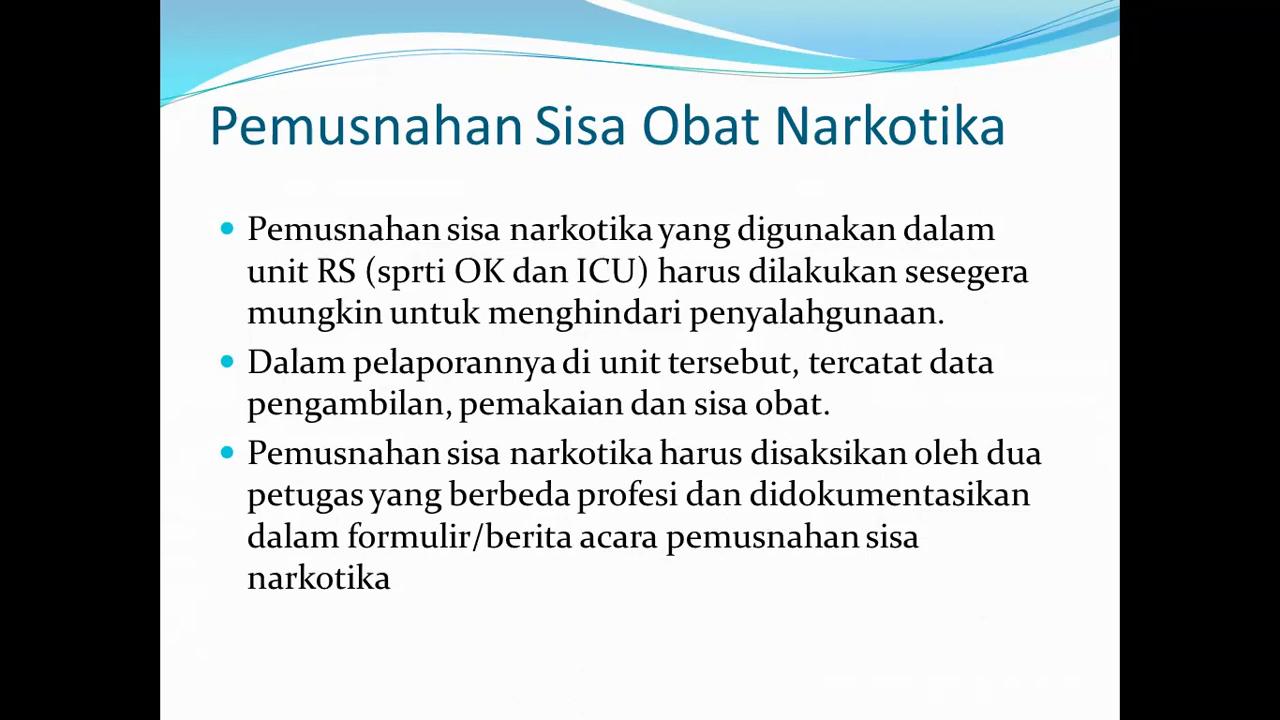 Pemusnahan Sisa Obat Narkotika
• Pemusnahan sisa narkotika yang digunakan dalam
unit RS (sprti OK dan ICU) harus dilakukan sesegera
mungkin untuk menghindari penyalahgunaan.
• Dalam pelaporannya di unit tersebut, tercatat data
pengambilan, pemakaian dan sisa obat.
• Pemusnahan sisa narkotika harus disaksikan oleh dua
petugas yang berbeda profesi dan didokumentasikan
dalam formulir/berita acara pemusnahan sisa
narkotika